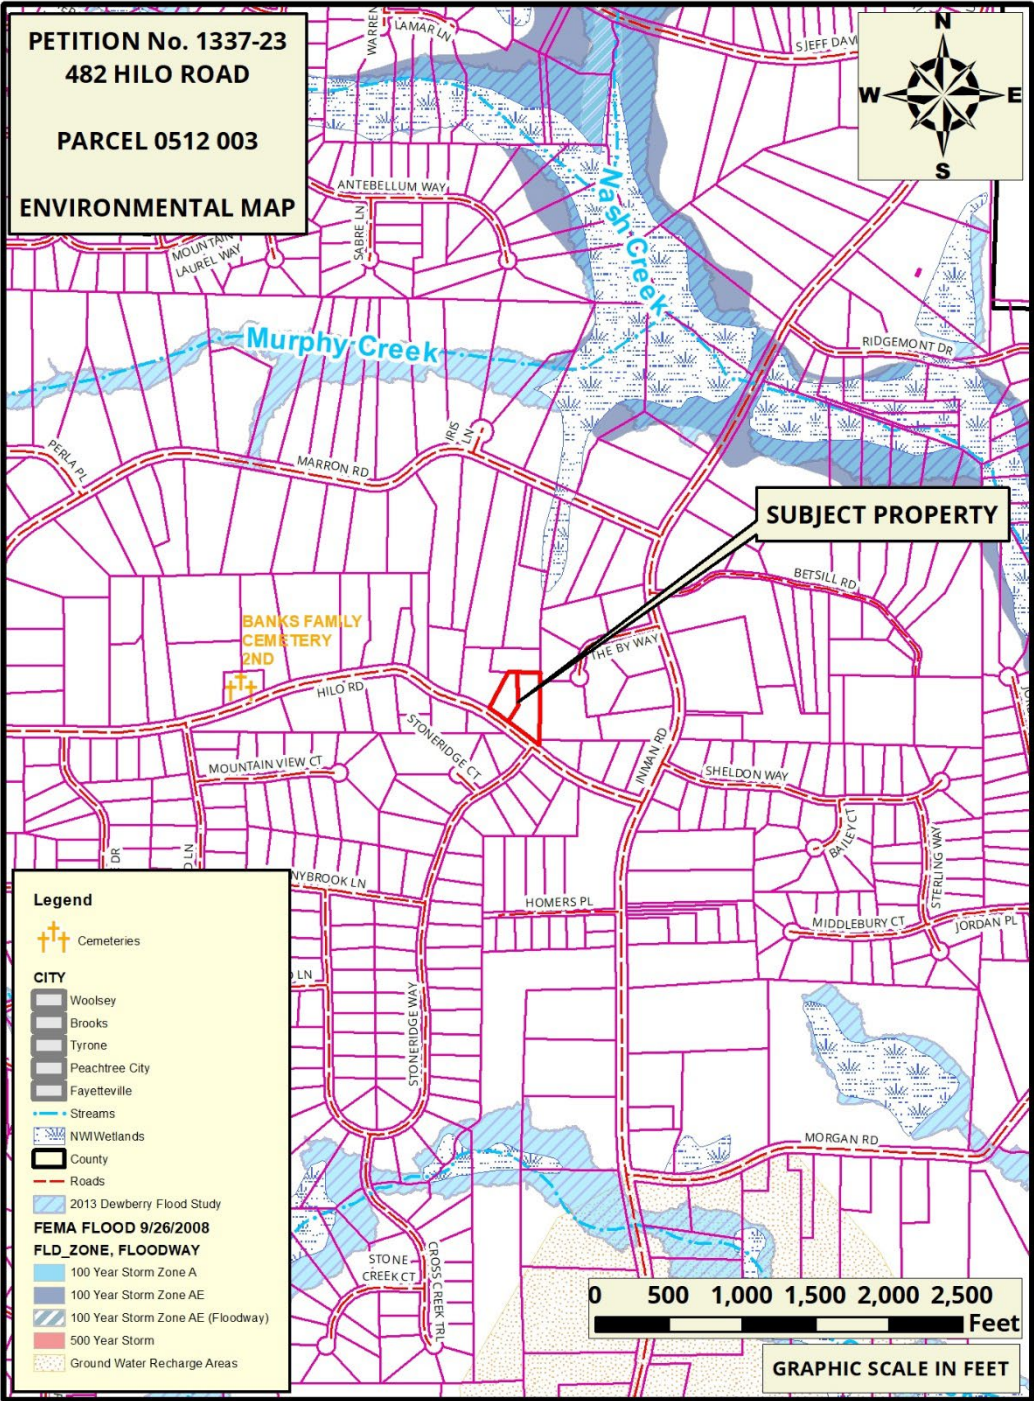 PETITION No. 1337-23
482 HILO ROAD
PARCEL 0512 003
ENVIRONMENTAL MAP
WARREN
LAMAR LN
S JEFF DAVI
N
W
E
S
ANTEBELLUM WAY
SABRE LN
MOUNTAIN
LAUREL WAY
Nash Creek
Murphy Creek
RIDGEMONT DR
PERLA PL
IRIS
LN
MARRON RD
SUBJECT PROPERTY
BETSILL RD
BANKS FAMILY
CEMETERY
2ND
THE BY WAY
HILO RD
STONERIDGE CT
INMAN RD
MOUNTAIN VIEW CT
SHELDON WAY
BAILEY CT
STERLING WAY
DR
LN
NYBROOK LN
HOMERS PL
MIDDLEBURY CT
JORDAN PL
LN
STONERIDGE WAY
MORGAN RD
STONE
CREEK CT
CROSS CREEK TRL
Legend
Cemeteries
CITY
Woolsey
Brooks
Tyrone
Peachtree City
Fayetteville
Streams
NWIWetlands
County
Roads
2013 Dewberry Flood Study
FEMA FLOOD 9/26/2008
FLD_ZONE, FLOODWAY
100 Year Storm Zone A
100 Year Storm Zone AE
100 Year Storm Zone AE (Floodway)
500 Year Storm
Ground Water Recharge Areas
0 500 1,000 1,500 2,000 2,500
Feet
GRAPHIC SCALE IN FEET